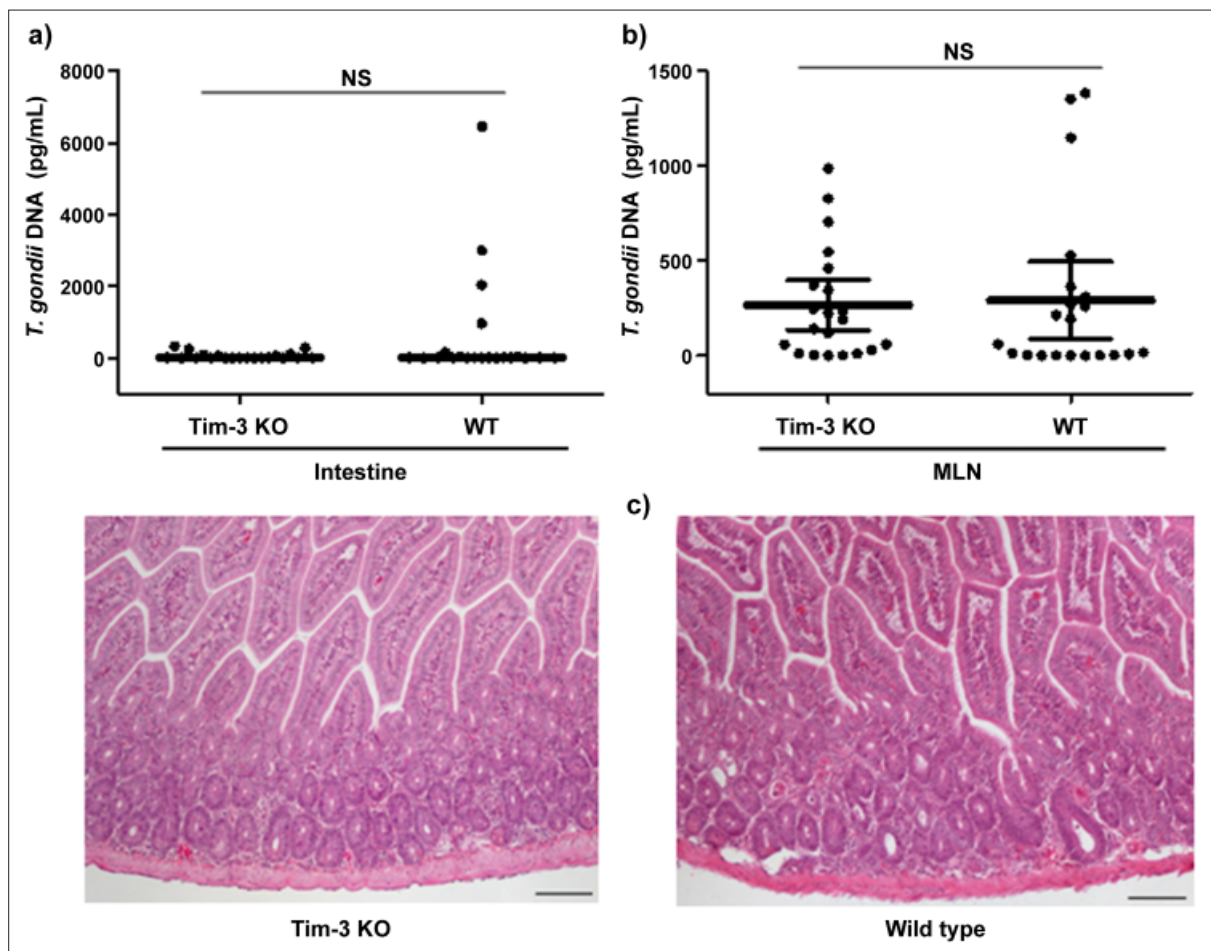 a)
NS
8000
6000
4000
2000
0
T. gondii DNA (pg/mL)
Tim-3 KO WT
Intestine
b)
NS
1500
1000
500
0
T. gondii DNA (pg/mL)
Tim-3 KO WT
MLN
c)
Tim-3 KO
Wild type